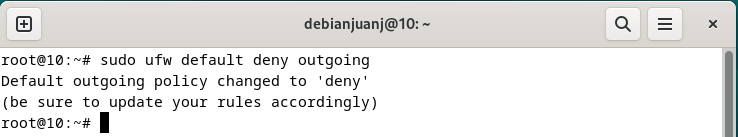 debianjuanj@10: ~
root@10:~# sudo ufw default deny outgoing
Default outgoing policy changed to 'deny'
(be sure to update your rules accordingly)
root@10:~#